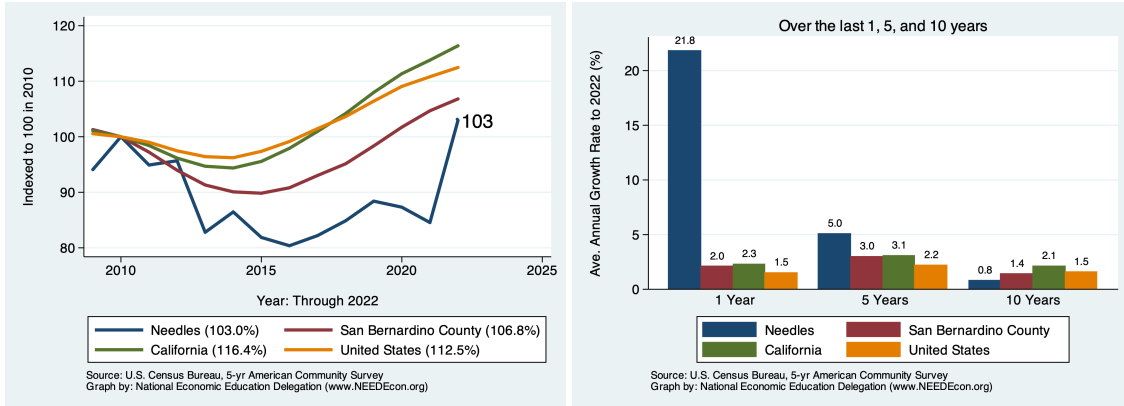 120
110
100
90
80
Indexed to 100 in 2010
103
2010
2015
2020
2025
Year: Through 2022
Needles (103.0%)
San Bernardino County (106.8%)
California (116.4%)
United States (112.5%)
Source: U.S. Census Bureau, 5-yr American Community Survey
Graph by: National Economic Education Delegation (www.NEEDEcon.org)
Over the last 1, 5, and 10 years
Ave. Annual Growth Rate to 2022 (%)
20
15
10
5
0
21.8
2.0
2.3
1.5
5.0
3.0
3.1
2.2
0.8
1.4
2.1
1.5
1 Year
5 Years
10 Years
Needles
San Bernardino County
California
United States
Source: U.S. Census Bureau, 5-yr American Community Survey
Graph by: National Economic Education Delegation (www.NEEDEcon.org)